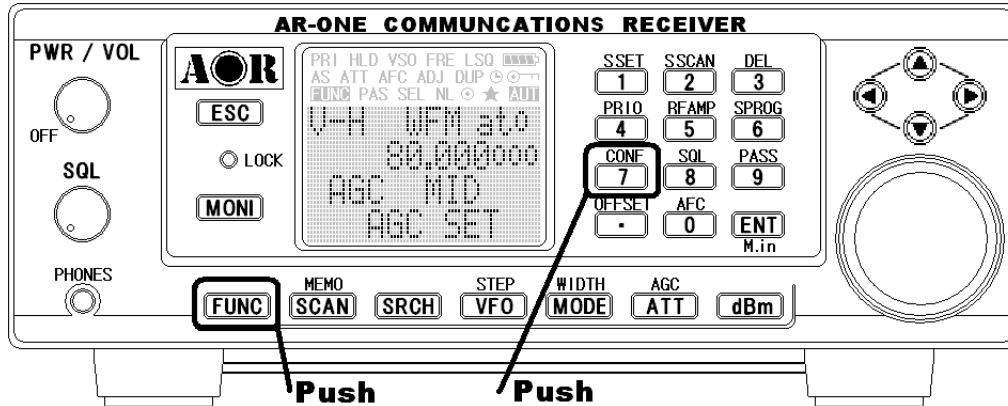 AR-ONE COMMUNCATIONS RECEIVER
PWR / VOL
OFF
SQL
PHONES
AOR
ESC
LOCK
MONI
PRI HLD VSO FRE LSQ
AS ATT AFC ADJ DUP
FUNC PAS SEL NL AUT
V-H WFM ato
80.000000
AGC MID
AGC SET
SSET SSCAN DEL
1 2 3
PRIO RFAMP SPROG
4 5 6
CONF SQL PASS
7 8 9
OFFSET AFC
. 0 ENT
M.in
MEMO STEP WIDTH AGC
FUNC SCAN SRCH VFO MODE ATT dBm
Push Push